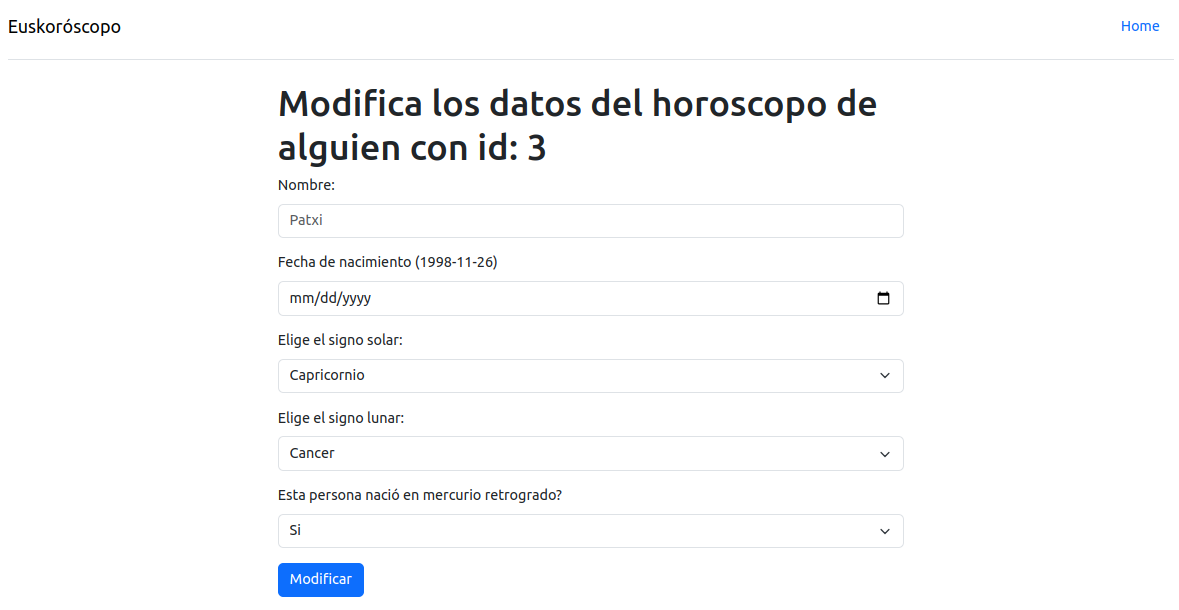 Euskoróscopo
Home
Modifica los datos del horoscopo de
alguien con id: 3
Nombre:
Patxi
Fecha de nacimiento (1998-11-26)
mm/dd/yyyy
Elige el signo solar:
Capricornio
Elige el signo lunar:
Cancer
Esta persona nació en mercurio retrogrado?
Si
Modificar